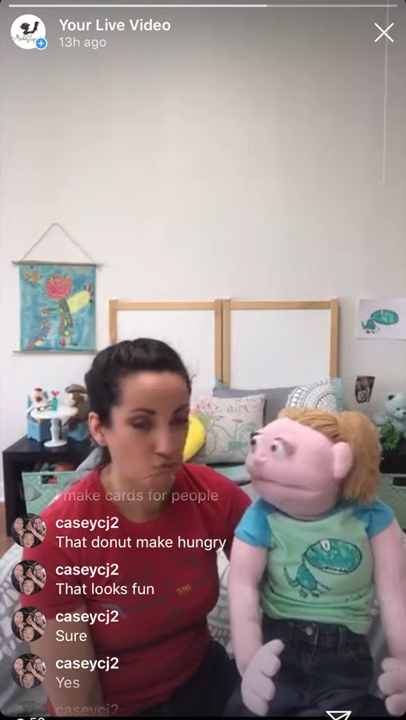 Your Live Video
13h ago
make cards for people
caseycj2
That donut make hungry
caseycj2
That looks fun
caseycj2
Sure
caseycj2
Yes
caseycj2